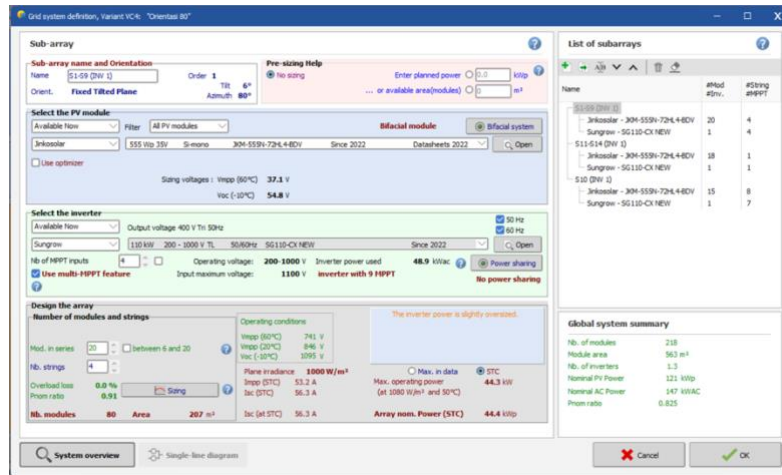 Grid system definition, Variant VC4: "Orientasi 80"
Sub-array
Sub-array name and Orientation
Name S1-S9 (INV 1)
Orient. Fixed Tilted Plane
Order 1
Tilt 6°
Azimuth 80°
Pre-sizing Help
No sizing
Enter planned power 0.0 kWp
... or available area(modules) 0 m²
Select the PV module
Available Now Filter All PV modules Bifacial module Bifacial system
Jinkosolar 555 Wp 35V Si-mono JKM-555N-72HL4-BDV Since 2022 Datasheets 2022 Open
Use optimizer
Sizing voltages : Vmpp (60°C) 37.1 V
Voc (-10°C) 54.8 V
Select the inverter
Available Now Output voltage 400 V Tri 50Hz
50 Hz
60 Hz
Sungrow 110 kW 200 - 1000 V TL 50/60Hz SG110-CX NEW Since 2022 Open
Nb of MPPT inputs 4 Operating voltage: 200-1000 V Inverter power used 48.9 kWac Power sharing
Use multi-MPPT feature Input maximum voltage: 1100 V inverter with 9 MPPT
No power sharing
Design the array
Number of modules and strings
Mod. in series 20 between 6 and 20
Nb. strings 4
Overload loss 0.0 %
Pnom ratio 0.91
Sizing
Nb. modules 80 Area 207 m²
Operating conditions
Vmpp (60°C) 741 V
Vmpp (20°C) 846 V
Voc (-10°C) 1095 V
Plane irradiance 1000 W/m²
Impp (STC) 53.2 A
Isc (STC) 56.3 A
Isc (at STC) 56.3 A
The inverter power is slightly oversized.
Max. in data STC
Max. operating power 44.3 kW
(at 1080 W/m² and 50°C)
Array nom. Power (STC) 44.4 kWp
System overview
Single-line diagram
List of subarrays
Name #Mod #String
#Inv. #MPPT
S1-S9 (INV 1)
Jinkosolar - JKM-555N-72HL4-BDV 20 4
Sungrow - SG110-CX NEW 1 4
S11-S14 (INV 1)
Jinkosolar - JKM-555N-72HL4-BDV 18 1
Sungrow - SG110-CX NEW 1 1
S10 (INV 1)
Jinkosolar - JKM-555N-72HL4-BDV 15 8
Sungrow - SG110-CX NEW 1 7
Global system summary
Nb. of modules 218
Module area 563 m²
Nb. of inverters 1.3
Nominal PV Power 121 kWp
Nominal AC Power 147 kWAC
Pnom ratio 0.825
Cancel
OK